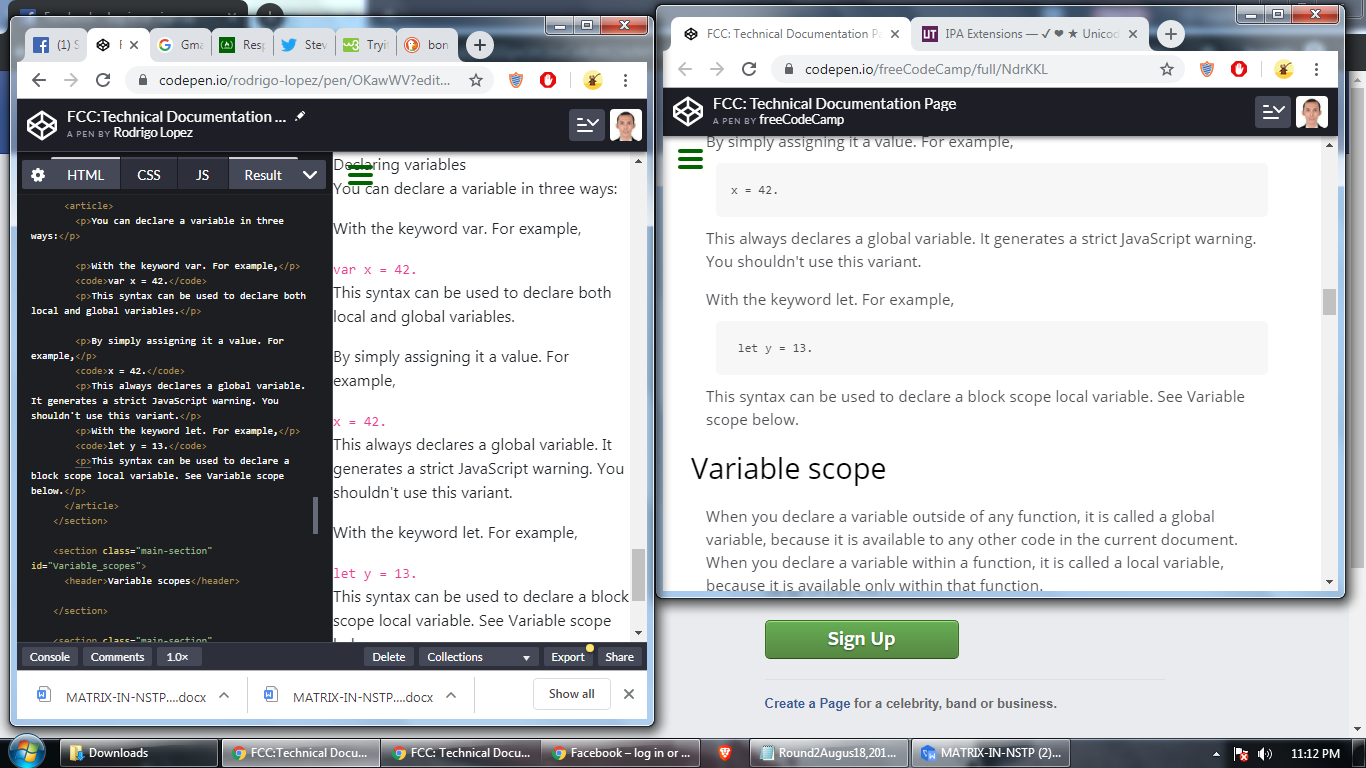 (1) S
F
Gma
Resp
Stev
Tryi
bon
codepen.io/rodrigo-lopez/pen/OKawWV?edit...
FCC:Technical Documentation ...
A PEN BY Rodrigo Lopez
HTML
CSS
JS
Result
<article>
<p>You can declare a variable in three
ways:</p>
<p>With the keyword var. For example,</p>
<code>var x = 42.</code>
<p>This syntax can be used to declare both
local and global variables.</p>
<p>By simply assigning it a value. For
example,</p>
<code>x = 42.</code>
<p>This always declares a global variable.
It generates a strict JavaScript warning. You
shouldn't use this variant.</p>
<p>With the keyword let. For example,</p>
<code>let y = 13.</code>
<p>This syntax can be used to declare a
block scope local variable. See Variable scope
below.</p>
</article>
</section>
<section class="main-section"
id="Variable_scopes">
<header>Variable scopes</header>
</section>
<section class="main-section"
Declaring variables
You can declare a variable in three ways:
With the keyword var. For example,
var x = 42.
This syntax can be used to declare both
local and global variables.
By simply assigning it a value. For
example,
x = 42.
This always declares a global variable. It
generates a strict JavaScript warning. You
shouldn't use this variant.
With the keyword let. For example,
let y = 13.
This syntax can be used to declare a block
scope local variable. See Variable scope
Console
Comments
1.0×
Delete
Collections
Export
Share
MATRIX-IN-NSTP....docx
MATRIX-IN-NSTP....docx
Show all
FCC: Technical Documentation Pa
UT
IPA Extensions — ✓ ❤ ★ Unicod
codepen.io/freeCodeCamp/full/NdrKKL
FCC: Technical Documentation Page
A PEN BY freeCodeCamp
By simply assigning it a value. For example,
x = 42.
This always declares a global variable. It generates a strict JavaScript warning.
You shouldn't use this variant.
With the keyword let. For example,
let y = 13.
This syntax can be used to declare a block scope local variable. See Variable
scope below.
Variable scope
When you declare a variable outside of any function, it is called a global
variable, because it is available to any other code in the current document.
When you declare a variable within a function, it is called a local variable,
because it is available only within that function.
Sign Up
Create a Page for a celebrity, band or business.
Downloads
FCC:Technical Docu...
FCC: Technical Docu...
Facebook – log in or ...
Round2Augus18,201...
MATRIX-IN-NSTP (2)...
11:12 PM